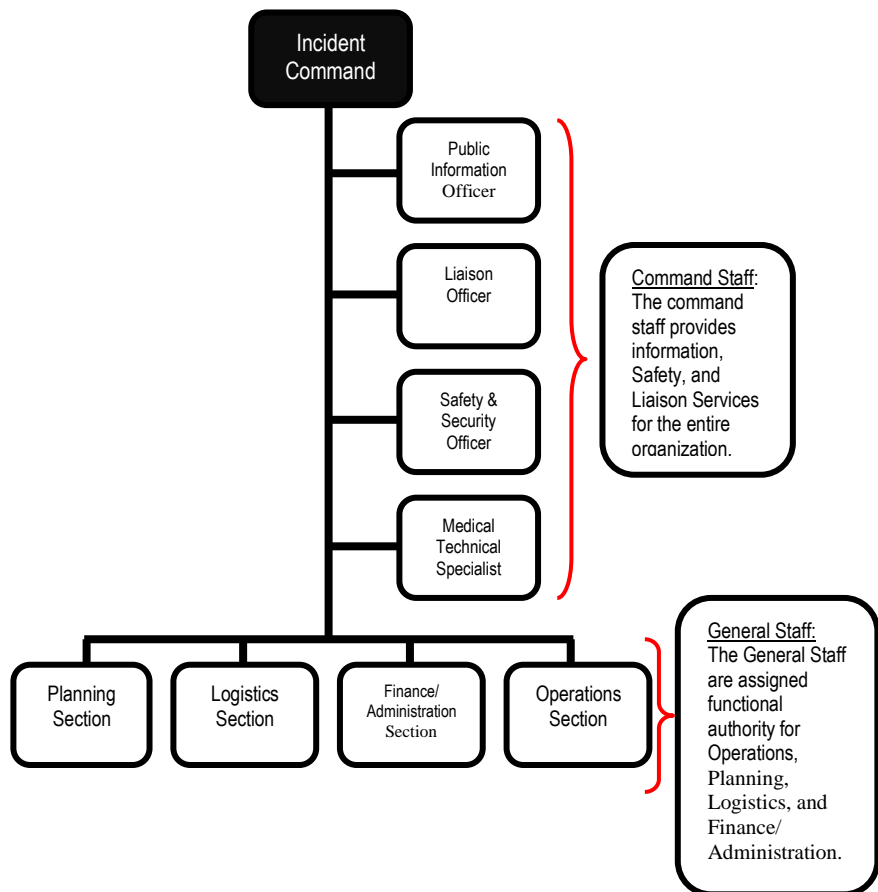 Incident
Command
Public
Information
Officer
Liaison
Officer
Safety &
Security
Officer
Medical
Technical
Specialist
Command Staff:
The command
staff provides
information,
Safety, and
Liaison Services
for the entire
organization.
Planning
Section
Logistics
Section
Finance/
Administration
Section
Operations
Section
General Staff:
The General Staff
are assigned
functional
authority for
Operations,
Planning,
Logistics, and
Finance/
Administration.